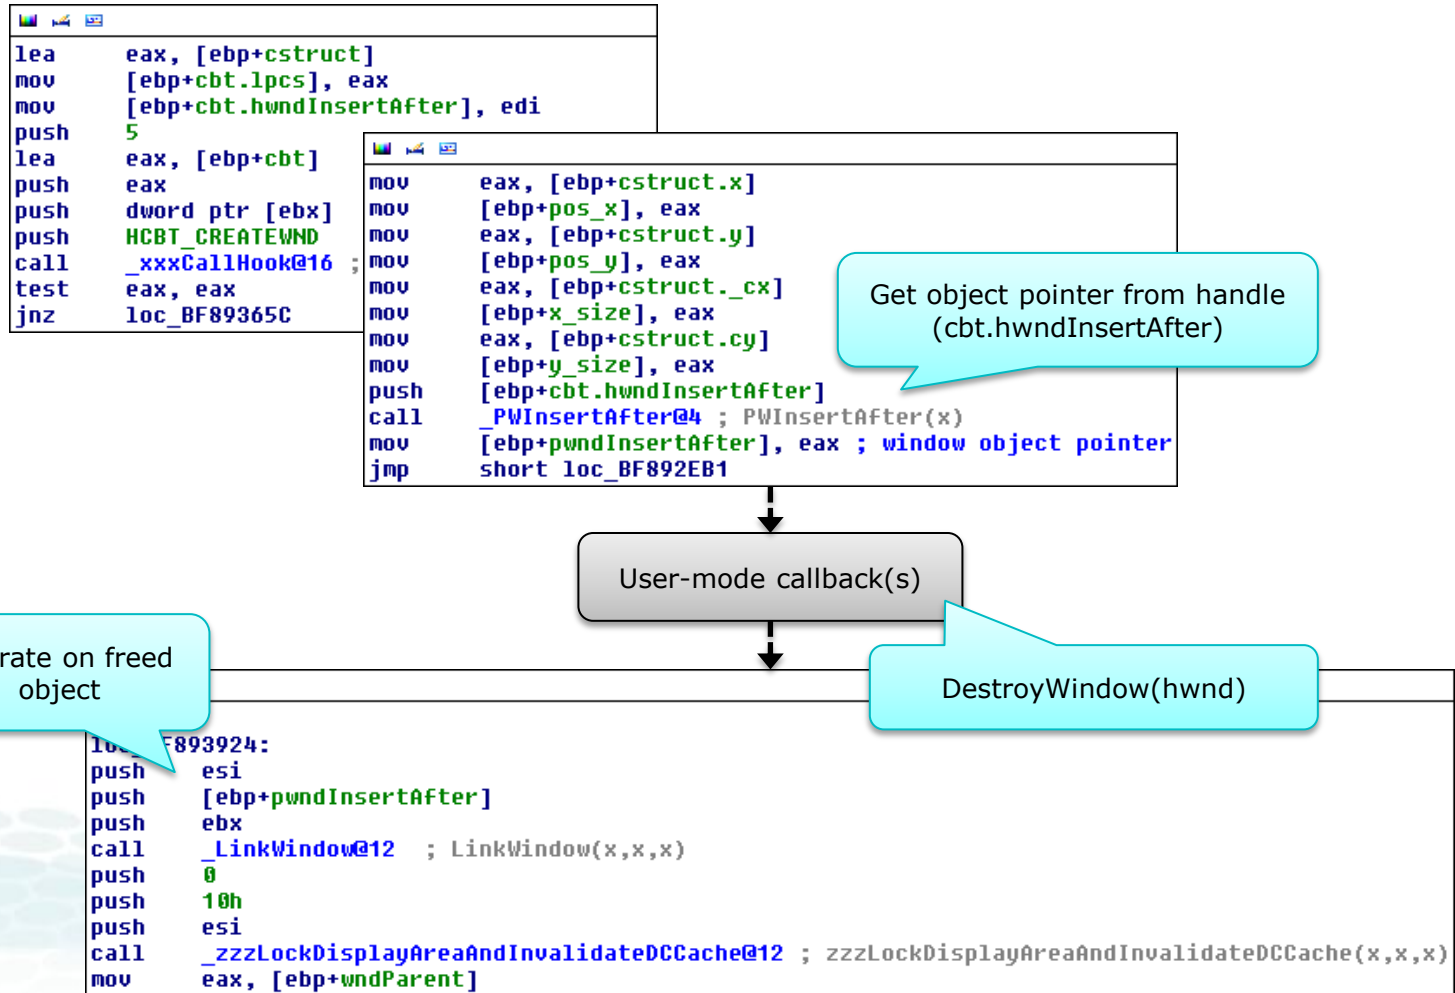 lea eax, [ebp+cstruct]
mov [ebp+cbt.lpcs], eax
mov [ebp+cbt.hwndInsertAfter], edi
push 5
lea eax, [ebp+cbt]
push eax
push dword ptr [ebx]
push HCBT_CREATEWND
call _xxxCallHook@16 ;
test eax, eax
jnz loc_BF89365C
mov eax, [ebp+cstruct.x]
mov [ebp+pos_x], eax
mov eax, [ebp+cstruct.y]
mov [ebp+pos_y], eax
mov eax, [ebp+cstruct._cx]
mov [ebp+x_size], eax
mov eax, [ebp+cstruct.cy]
mov [ebp+y_size], eax
push [ebp+cbt.hwndInsertAfter]
call _PWInsertAfter@4 ; PWInsertAfter(x)
mov [ebp+pwndInsertAfter], eax ; window object pointer
jmp short loc_BF892EB1
Get object pointer from handle
(cbt.hwndInsertAfter)
User-mode callback(s)
DestroyWindow(hwnd)
rate on freed
object
F893924:
push esi
push [ebp+pwndInsertAfter]
push ebx
call _LinkWindow@12 ; LinkWindow(x,x,x)
push 0
push 10h
push esi
call _zzzLockDisplayAreaAndInvalidateDCCache@12 ; zzzLockDisplayAreaAndInvalidateDCCache(x,x,x)
mov eax, [ebp+wndParent]